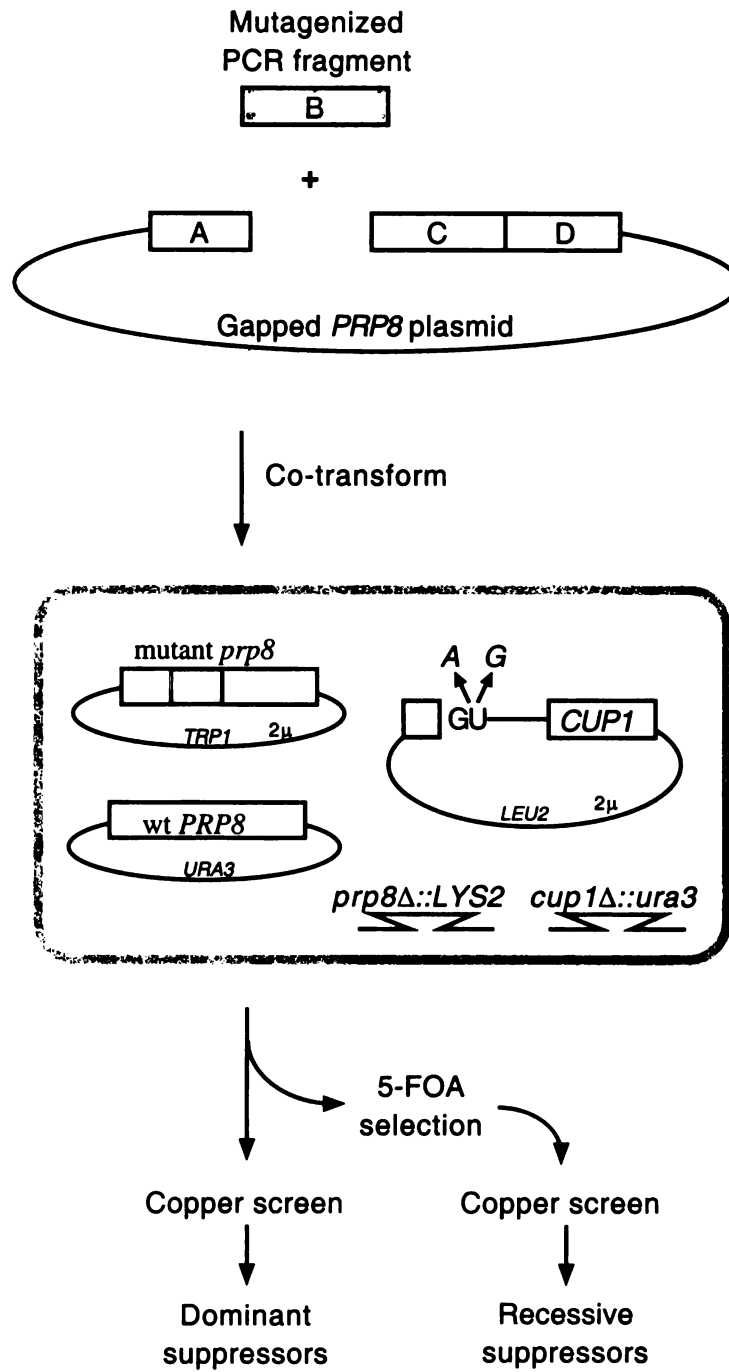 Mutagenized
PCR fragment
B
+
A
C
D
Gapped PRP8 plasmid
Co-transform
mutant prp8
TRP1
2μ
A G
GU
CUP1
LEU2
2μ
wt PRP8
URA3
prp8Δ::LYS2
cup1Δ::ura3
5-FOA
selection
Copper screen
Copper screen
Dominant
suppressors
Recessive
suppressors